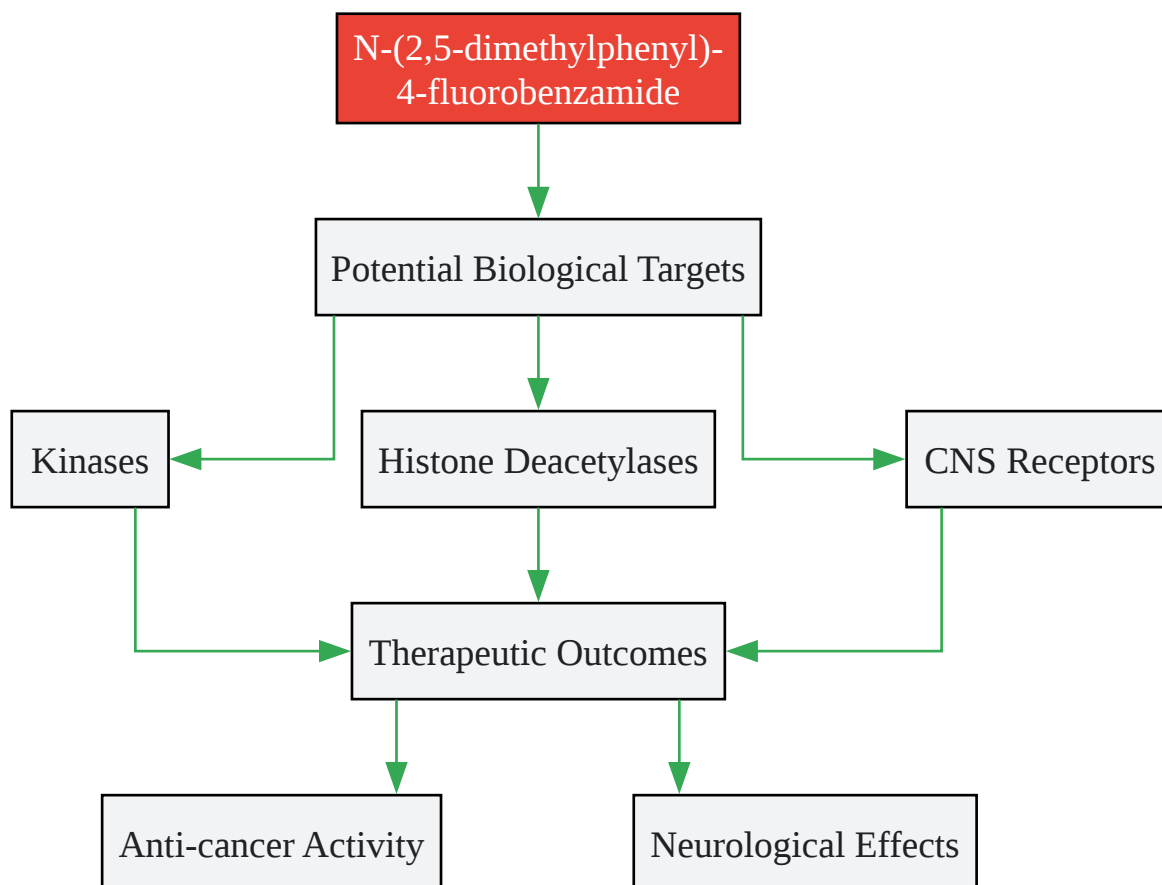 N-(2,5-dimethylphenyl)-
4-fluorobenzamide
Potential Biological Targets
Kinases
Histone Deacetylases
CNS Receptors
Therapeutic Outcomes
Anti-cancer Activity
Neurological Effects